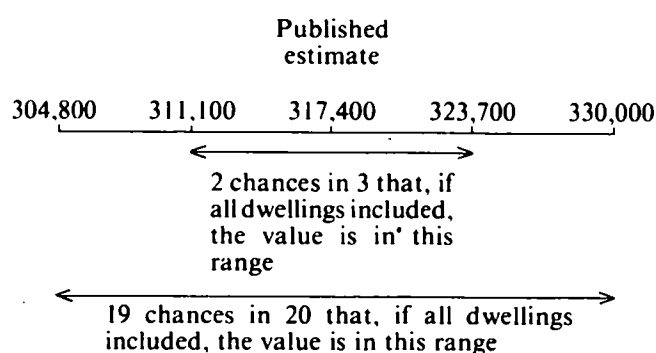 Published
estimate
304,800 311,100 317,400 323,700 330,000
2 chances in 3 that, if
all dwellings included,
the value is in this
range
19 chances in 20 that, if all dwellings
included, the value is in this range